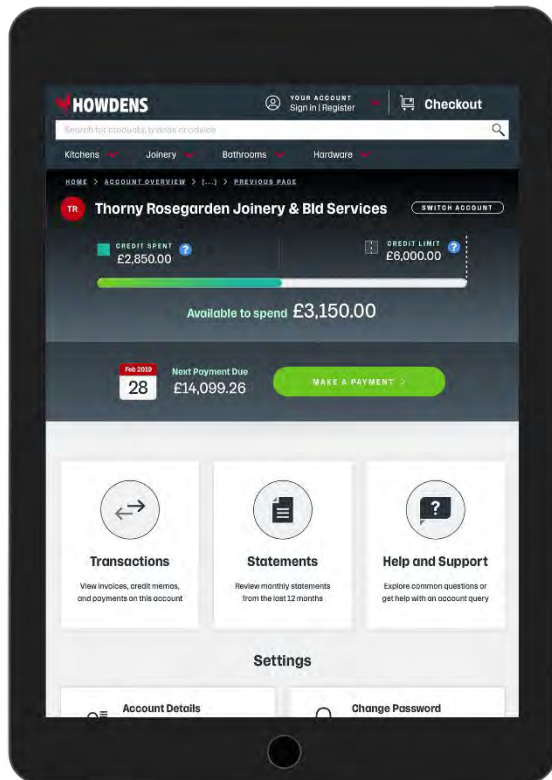 HOWDENS
YOUR ACCOUNT
Sign in | Register
Checkout
Search for products, brands or advice
Kitchens Joinery Bathrooms Hardware
HOME > ACCOUNT OVERVIEW > [...] > PREVIOUS PAGE
TR Thorny Rosegarden Joinery & Bld Services SWITCH ACCOUNT
CREDIT SPENT ?
£2,850.00
CREDIT LIMIT ?
£6,000.00
Available to spend £3,150.00
Feb 2019
28
Next Payment Due
£14,099.26
MAKE A PAYMENT >
Transactions
View invoices, credit memos,
and payments on this account
Statements
Review monthly statements
from the last 12 months
?
Help and Support
Explore common questions or
get help with an account query
Settings
Account Details
Change Password